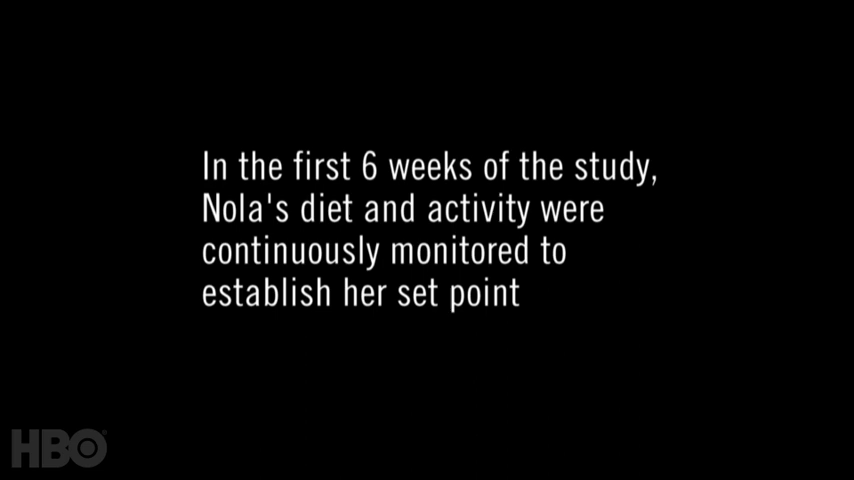 In the first 6 weeks of the study,
Nola's diet and activity were
continuously monitored to
establish her set point
HBO